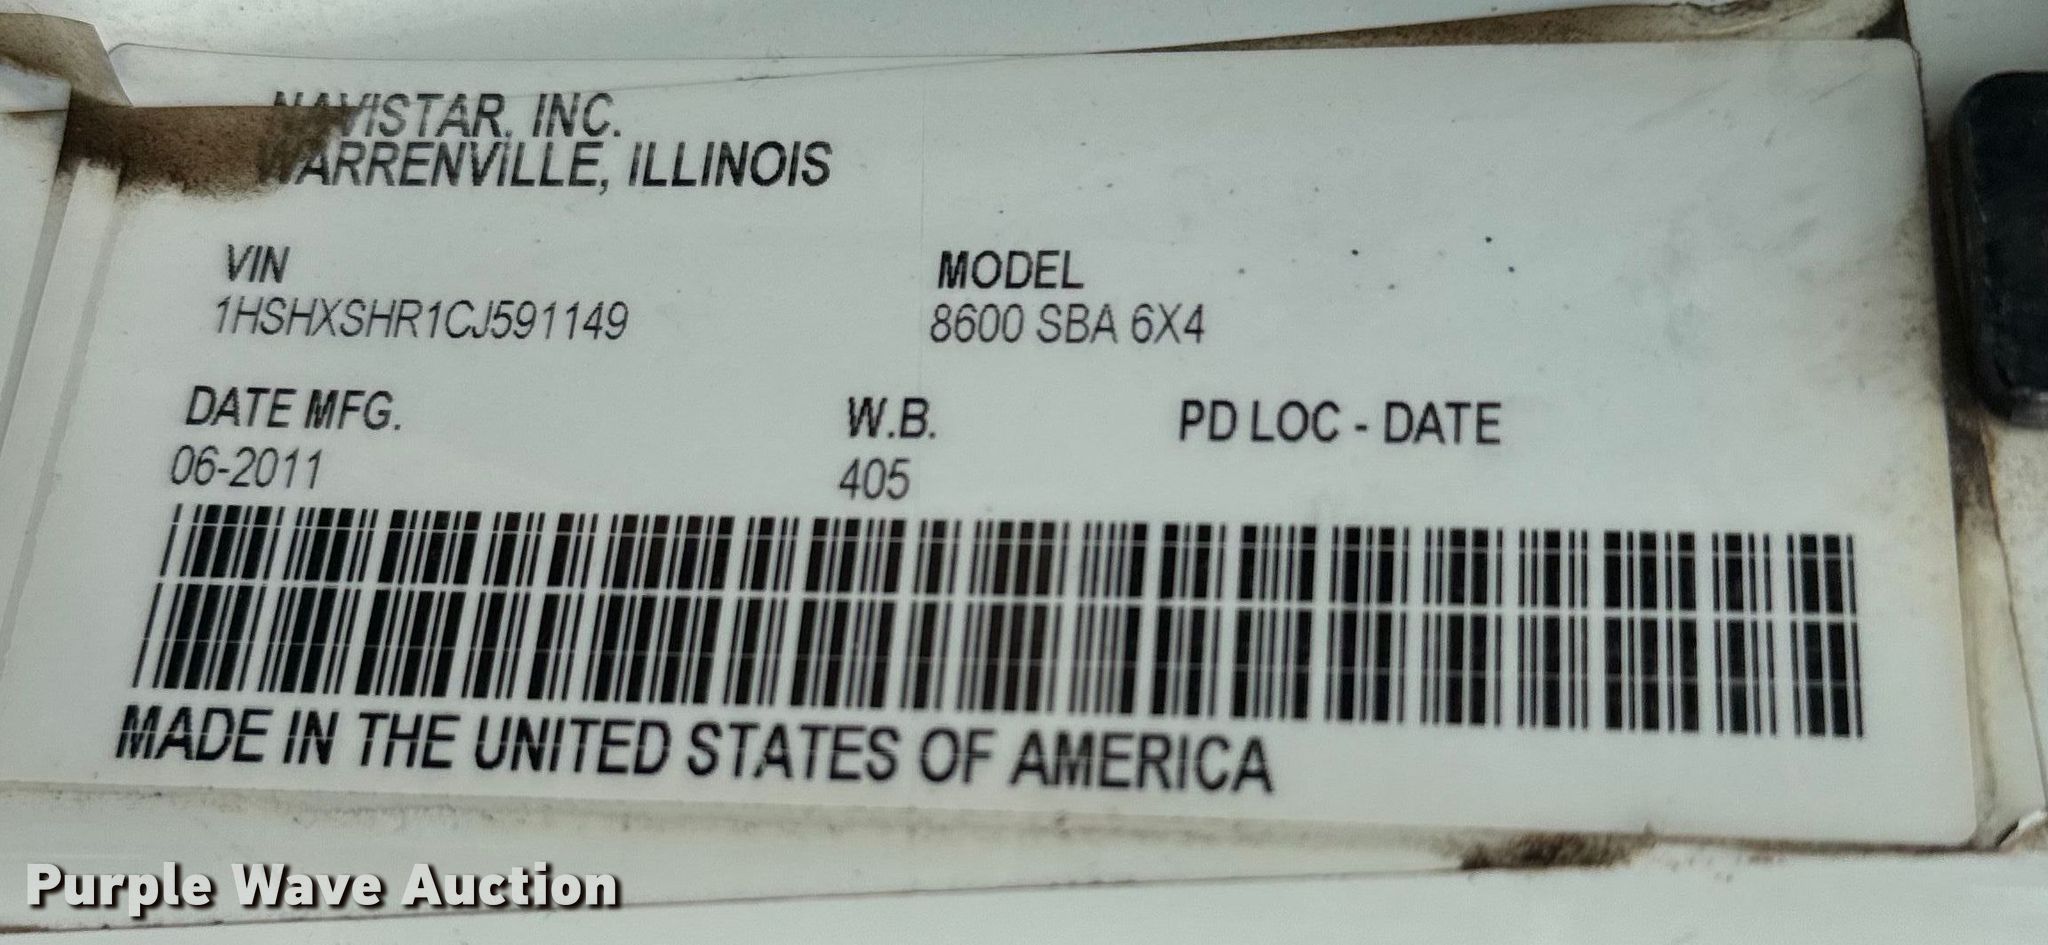 NAVISTAR, INC.
WARRENVILLE, ILLINOIS
VIN MODEL
1HSHXSHR1CJ591149 8600 SBA 6X4
DATE MFG. W.B. PD LOC - DATE
06-2011 405
MADE IN THE UNITED STATES OF AMERICA
Purple Wave Auction